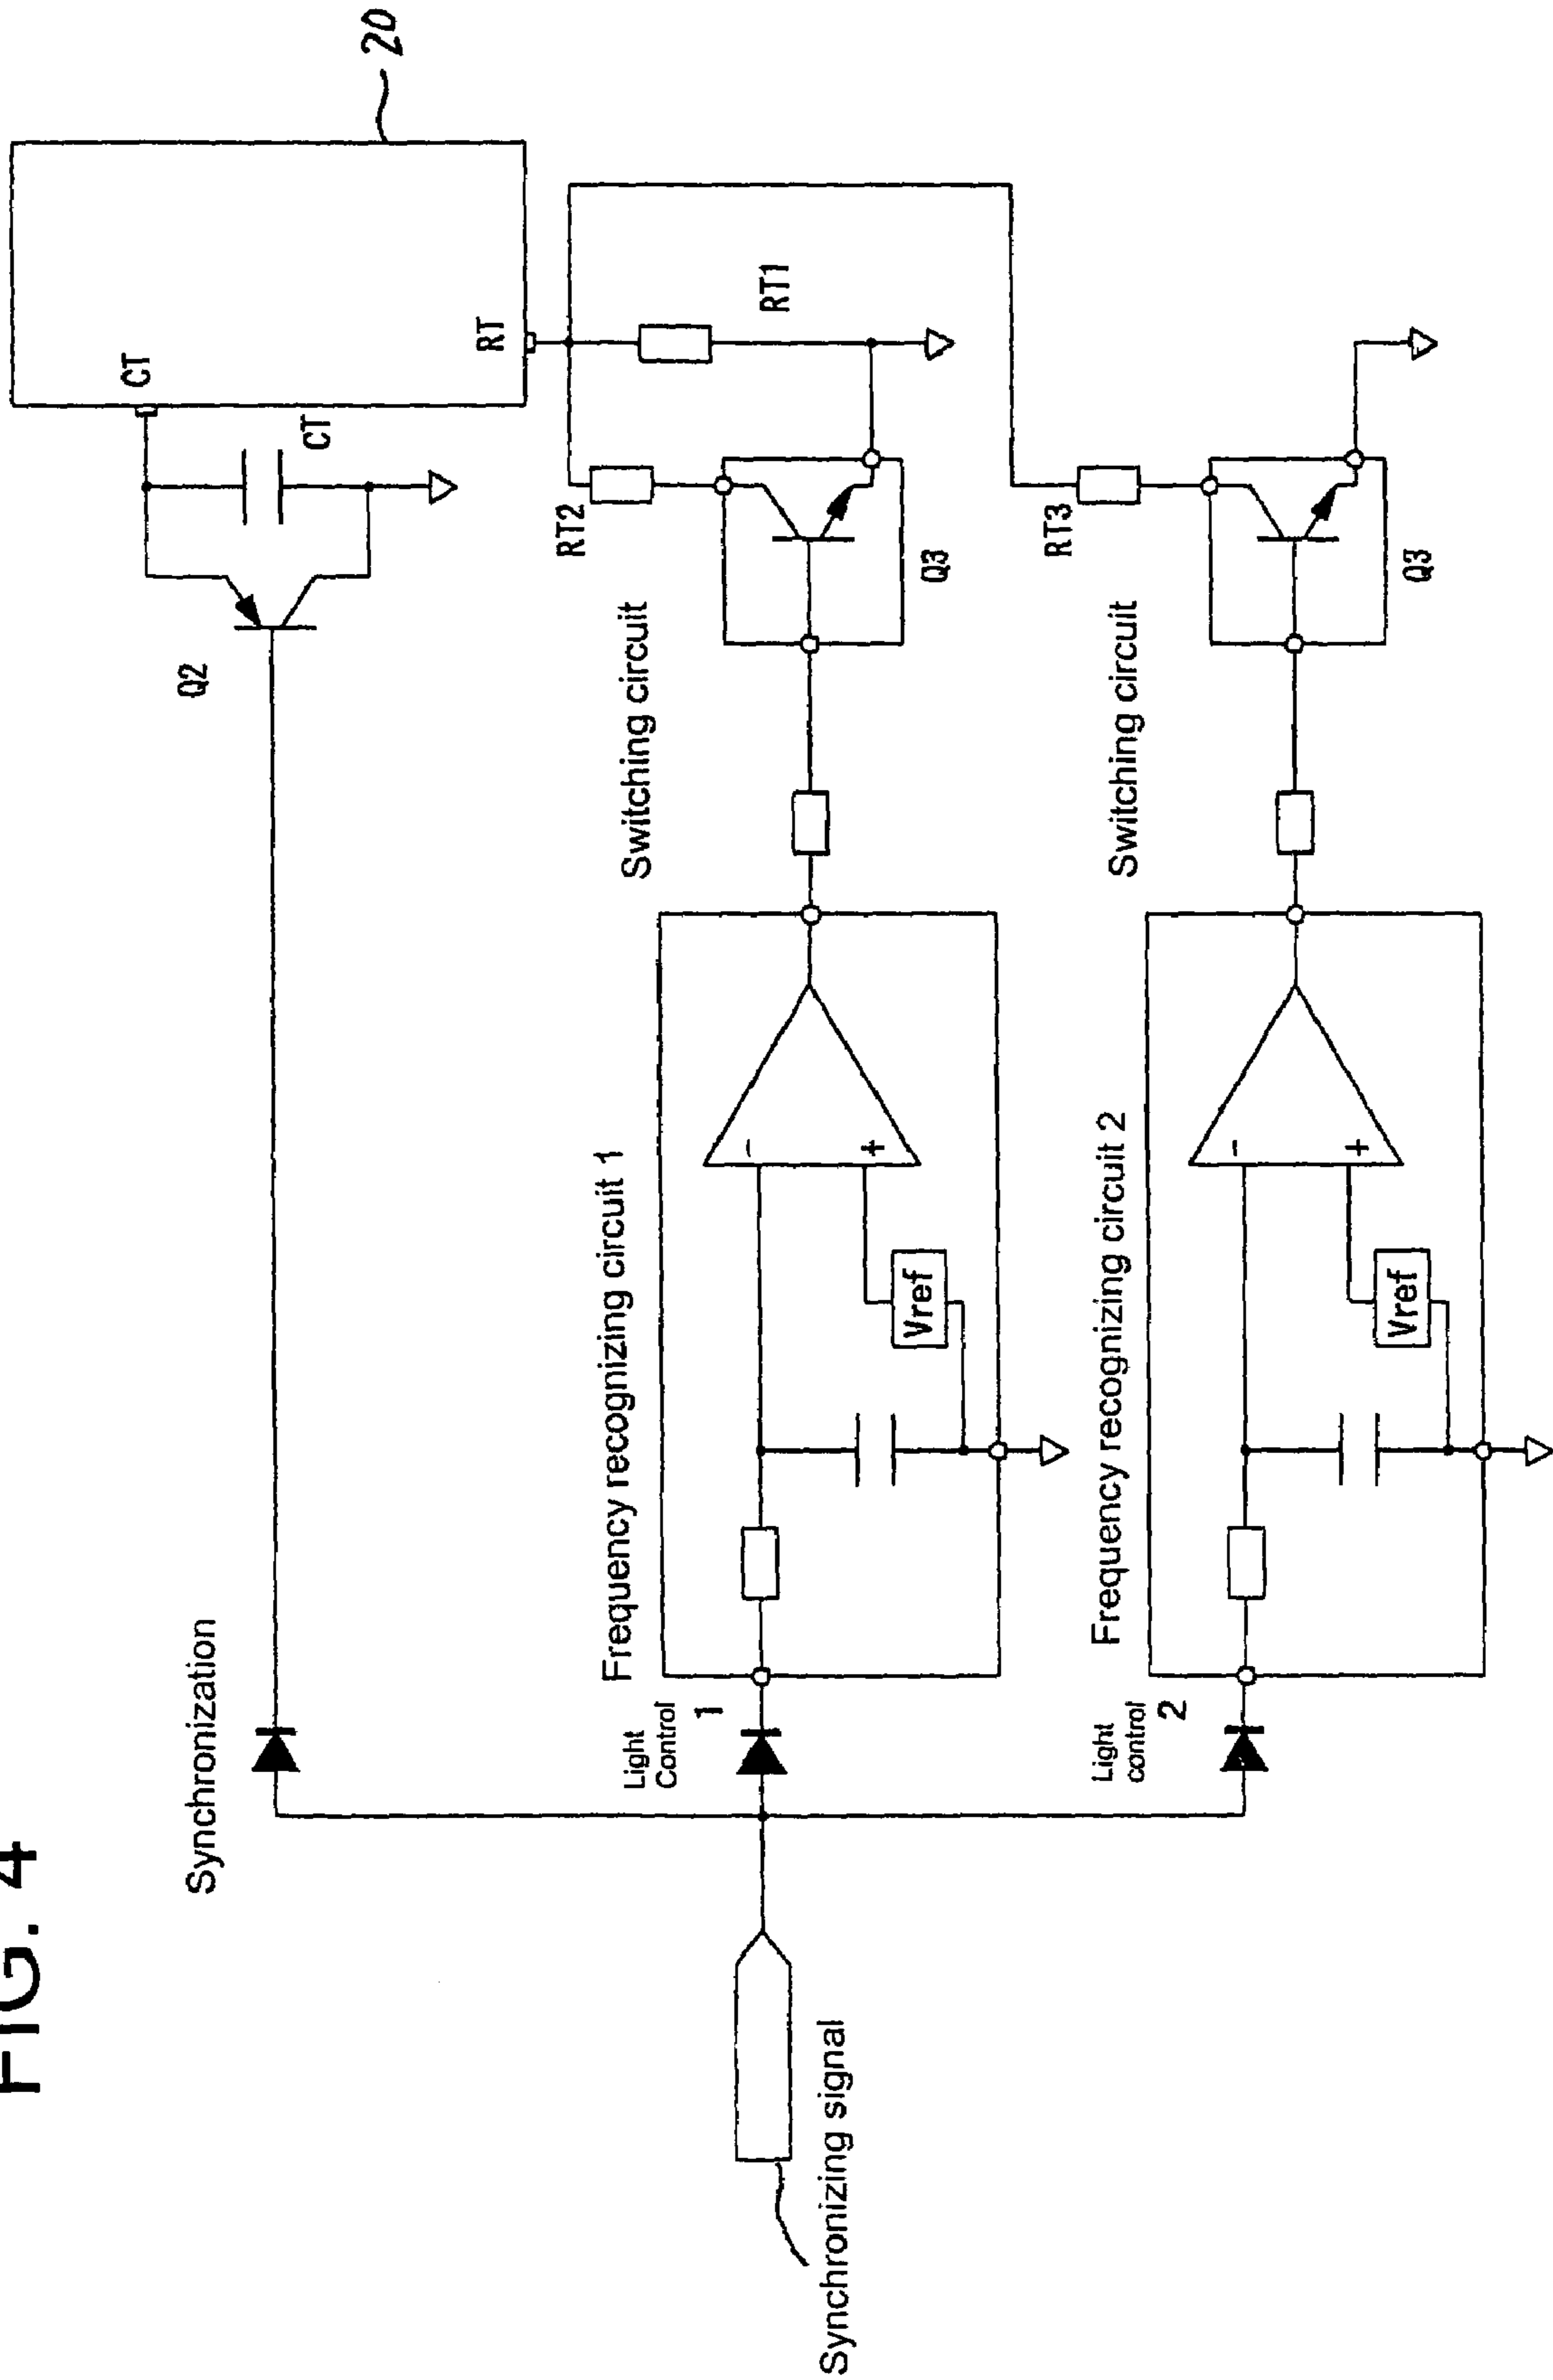 FIG. 4
20
CT
CT
RT
Q2
Synchronization
RT1
RT2
Q3
Switching circuit
Frequency recognizing circuit 1
-
+
Vref
Light
Control
1
Synchronizing signal
RT3
Q3
Switching circuit
Frequency recognizing circuit 2
-
+
Vref
Light
control
2